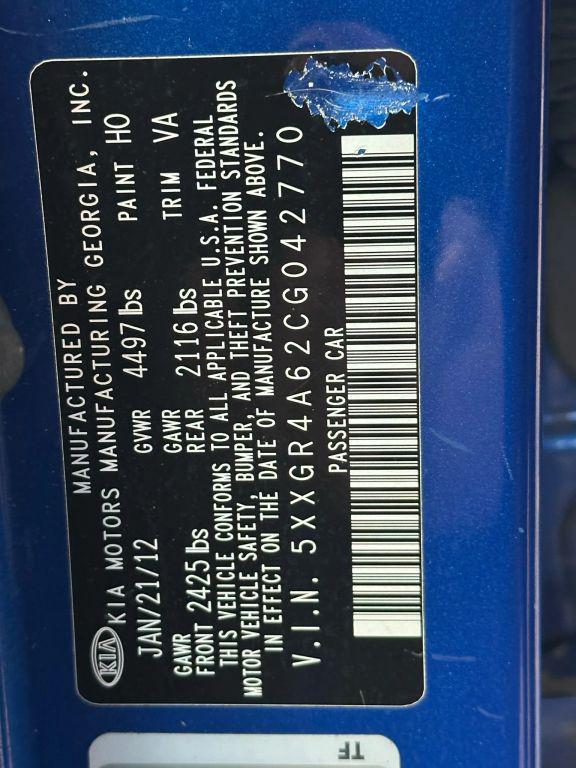 MANUFACTURED BY
KIA KIA MOTORS MANUFACTURING GEORGIA, INC.
JAN/21/12 GVWR 4497 lbs PAINT HO
GAWR FRONT 2425 lbs GAWR REAR 2116 lbs TRIM VA
THIS VEHICLE CONFORMS TO ALL APPLICABLE U.S.A. FEDERAL
MOTOR VEHICLE SAFETY, BUMPER, AND THEFT PREVENTION STANDARDS
IN EFFECT ON THE DATE OF MANUFACTURE SHOWN ABOVE.
V.I.N. 5XXGR4A62CG042770
PASSENGER CAR
TF